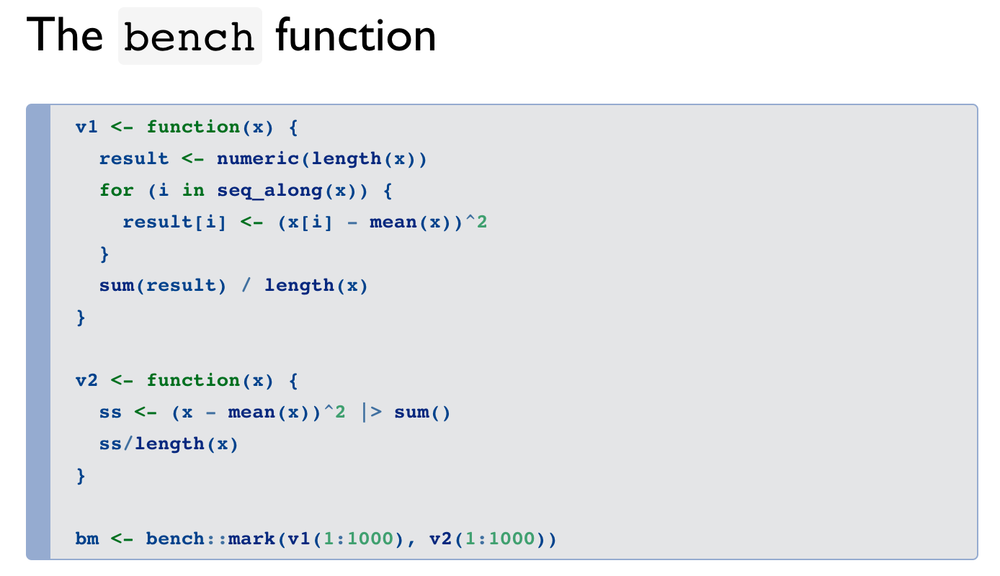 The bench function
v1 <- function(x) {
  result <- numeric(length(x))
  for (i in seq_along(x)) {
    result[i] <- (x[i] - mean(x))^2
  }
  sum(result) / length(x)
}

v2 <- function(x) {
  ss <- (x - mean(x))^2 |> sum()
  ss/length(x)
}

bm <- bench::mark(v1(1:1000), v2(1:1000))